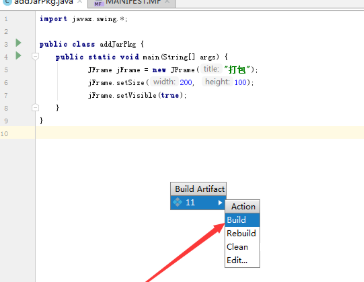 addJarPkg.java
MANIFEST.MF
1 import javax.swing.*;
2
3 public class addJarPkg {
4 public static void main(String[] args) {
5 JFrame jFrame = new JFrame( title: "打包");
6 jFrame.setSize( width: 200, height: 100);
7 jFrame.setVisible(true);
8 }
9 }
10
Build Artifact
11
Action
Build
Rebuild
Clean
Edit...